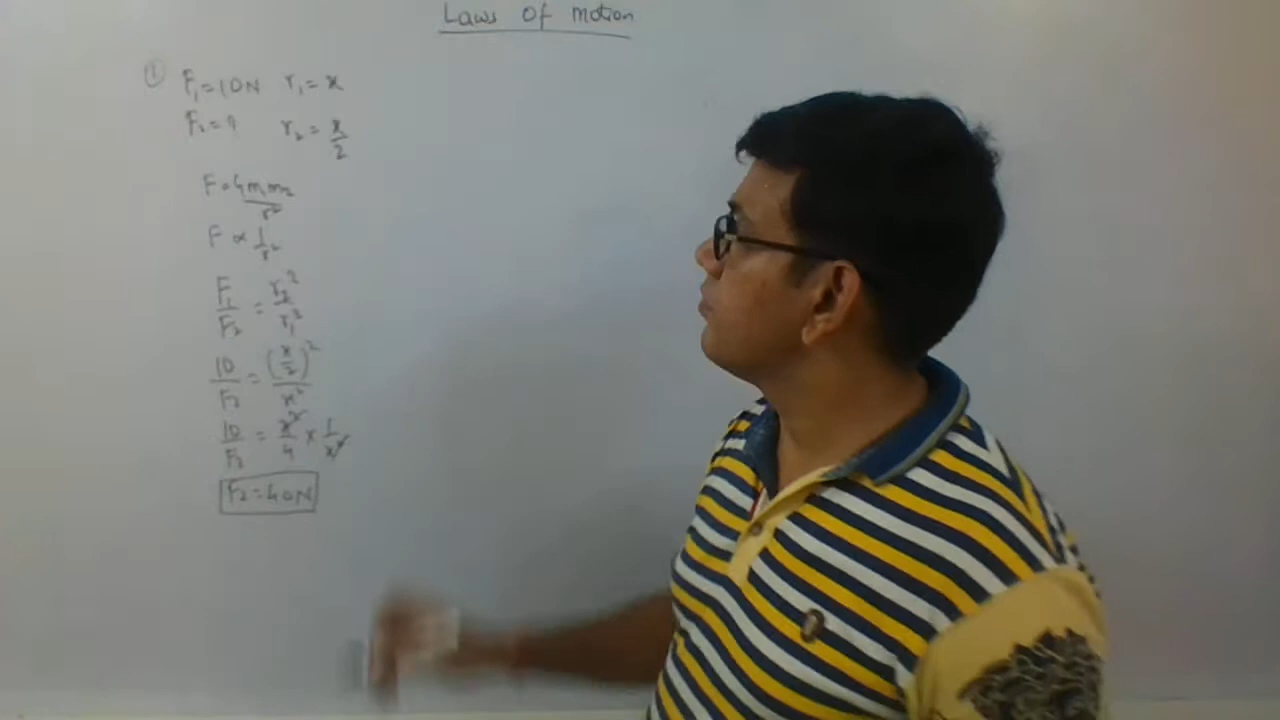 Laws Of Motion
① F₁=10N r₁= x
F₂=? r₂= x/2
F=Gm₁m₂/r²
F ∝ 1/r²
F₁/F₂ = r₂²/r₁²
10/F₂ = (x/2)²/x²
10/F₂ = x²/4 × 1/x²
F₂=40N